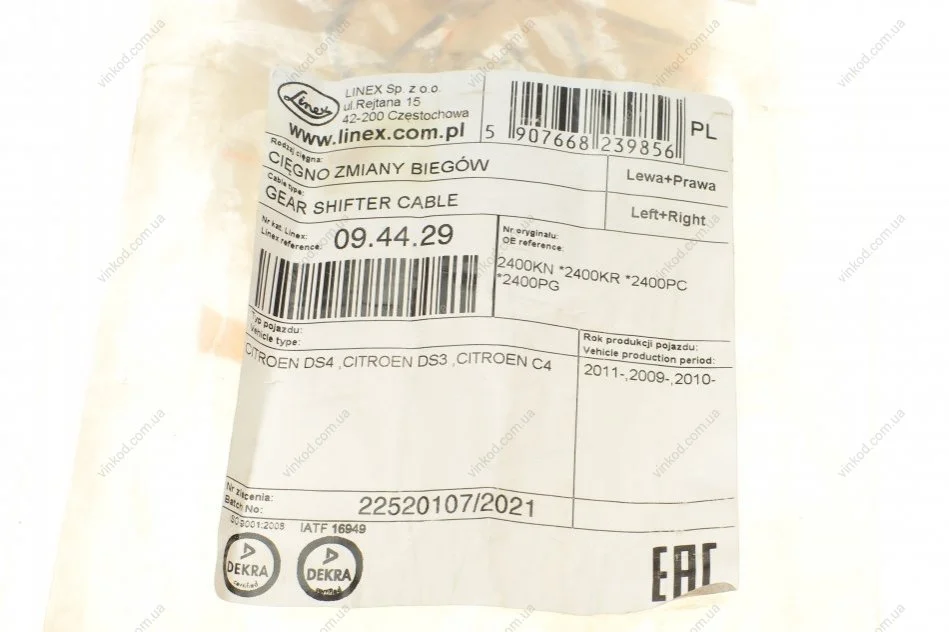 Linex
LINEX Sp. z o.o.
ul.Rejtana 15
42-200 Częstochowa
www.linex.com.pl
5 907668 239856
PL
Rodzaj cięgna:
CIĘGNO ZMIANY BIEGÓW
Lewa+Prawa
Cable type:
GEAR SHIFTER CABLE
Left+Right
Nr kat. Linex:
Linex reference:
09.44.29
Nr oryginału:
OE reference:
2400KN *2400KR *2400PC
*2400PG
Typ pojazdu:
Vehicle type:
CITROEN DS4 ,CITROEN DS3 ,CITROEN C4
Rok produkcji pojazdu:
Vehicle production period:
2011-,2009-,2010-
Nr zlecenia:
Batch No:
22520107/2021
ISO 9001:2008
IATF 16949
DEKRA
certified
DEKRA
certified
EAC
vinkod.com.ua